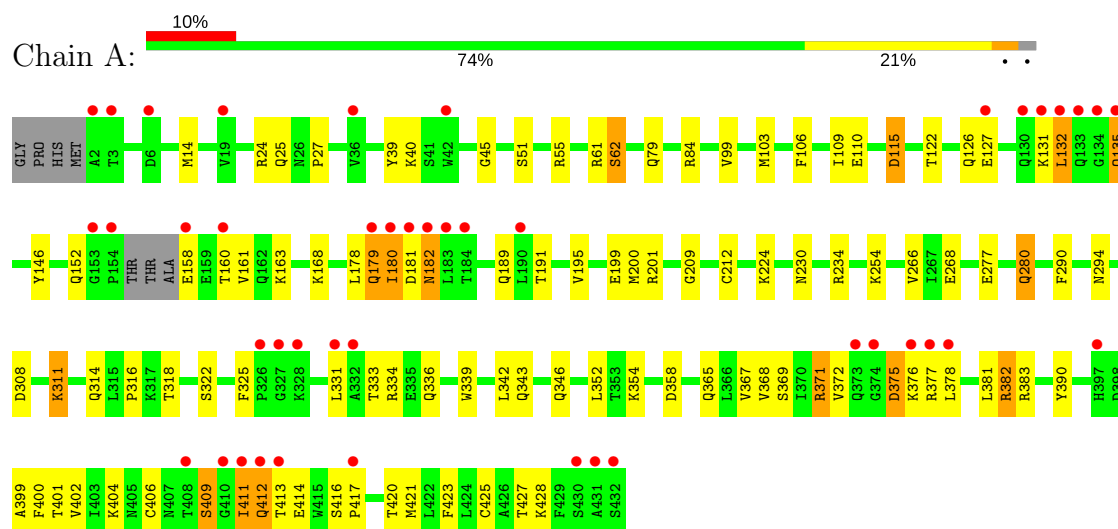 10%
Chain A:
74% 21% • •
GLY PRO HIS MET A2 T3 D6 M14 V19 R24 Q25 N26 P27 V36 Y39 K40 S41 W42 G45 S51 R55 R61 S62 Q79 R84 V99 M103 F106 I109 E110 D115 T122 Q126 E127 Q130 K131 L132 Q133 G134
Y146 Q152 G153 P154 THR THR ALA E158 E159 T160 V161 Q162 K163 K168 L178 Q179 I180 D181 N182 L183 T184 Q189 L190 T191 V195 E199 M200 R201 G209 C212 K224 N230 R234 K254 V266 I267 E268 E277 Q280 F290 N294
D308 K311 Q314 L315 P316 K317 T318 S322 F325 P326 G327 K328 L331 A332 T333 R334 E335 Q336 W339 L342 Q343 Q346 L352 T353 K354 D358 Q365 L366 V367 V368 S369 I370 R371 V372 Q373 G374 D375 K376 R377 L378 L381 R382 R383 Y390 H397 D398
A399 F400 T401 V402 I403 K404 N405 C406 N407 T408 S409 G410 I411 Q412 T413 E414 W415 S416 P417 T420 M421 L422 F423 L424 C425 A426 T427 K428 F429 S430 A431 S432